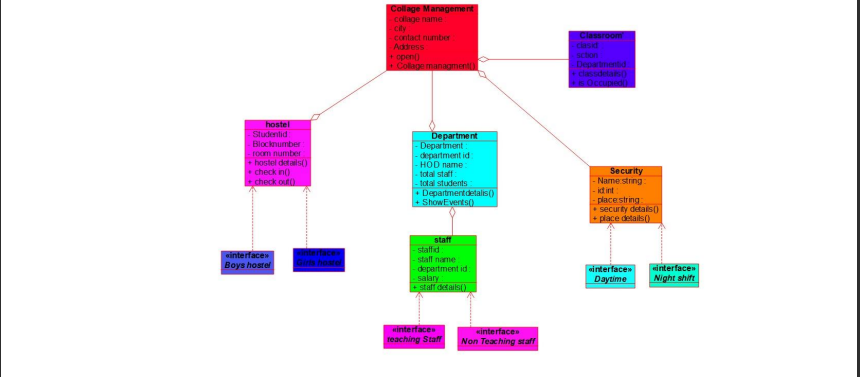 Collage Management
- collage name :
- city
- contact number :
- Address
+ open()
+ Collage managment()
Classroom
- clasid
- Departmentid
+ classdetails()
+ is Occupied()
hostel
- Studentid :
- Blocknumber :
- room number
+ hostel details()
+ check in()
+ check out()
Department
- Department :
- department id :
- HOD name :
- total staff :
- total students :
+ Departmentdetalis()
+ ShowEvents()
Security
- Name:string :
- id:int :
- place:string :
+ security details()
+ place details()
staff
- staffid
- staff name :
- department id :
- salary
+ staff details()
«interface»
Boys hostel
«interface»
Girls hostel
«interface»
Daytime
«interface»
Night shift
«interface»
teaching Staff
«interface»
Non Teaching staff